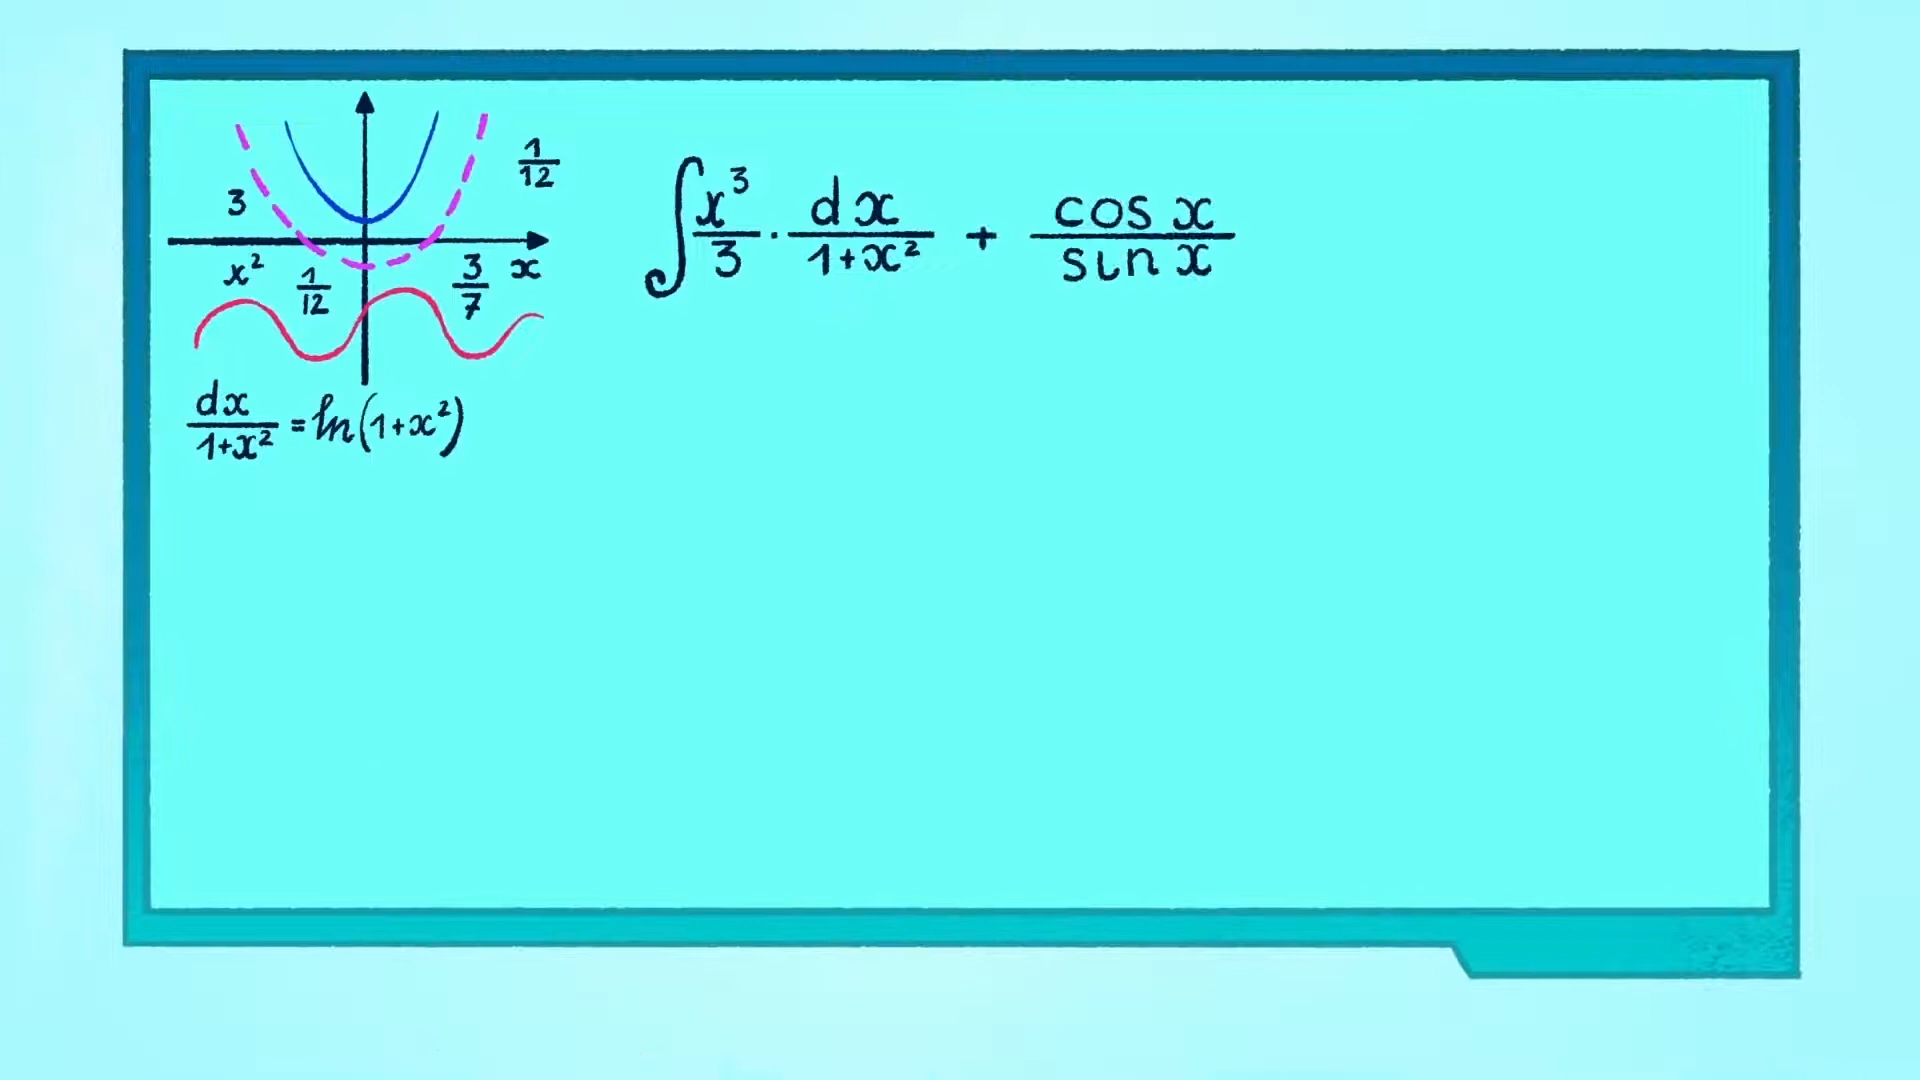 1/12
3
∫ x³/3 · dx/1+x² + cos x/sin x
x² 1/12 3/7 x
dx/1+x² = ln(1+x²)